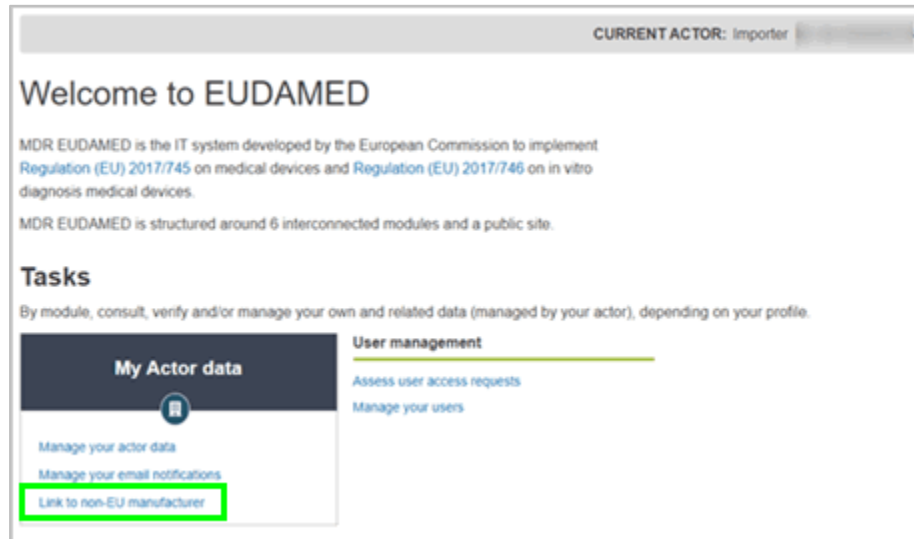 CURRENT ACTOR: Importer
Welcome to EUDAMED
MDR EUDAMED is the IT system developed by the European Commission to implement
Regulation (EU) 2017/745 on medical devices and Regulation (EU) 2017/746 on in vitro
diagnosis medical devices.
MDR EUDAMED is structured around 6 interconnected modules and a public site.
Tasks
By module, consult, verify and/or manage your own and related data (managed by your actor), depending on your profile.
My Actor data
Manage your actor data
Manage your email notifications
Link to non-EU manufacturer
User management
Assess user access requests
Manage your users